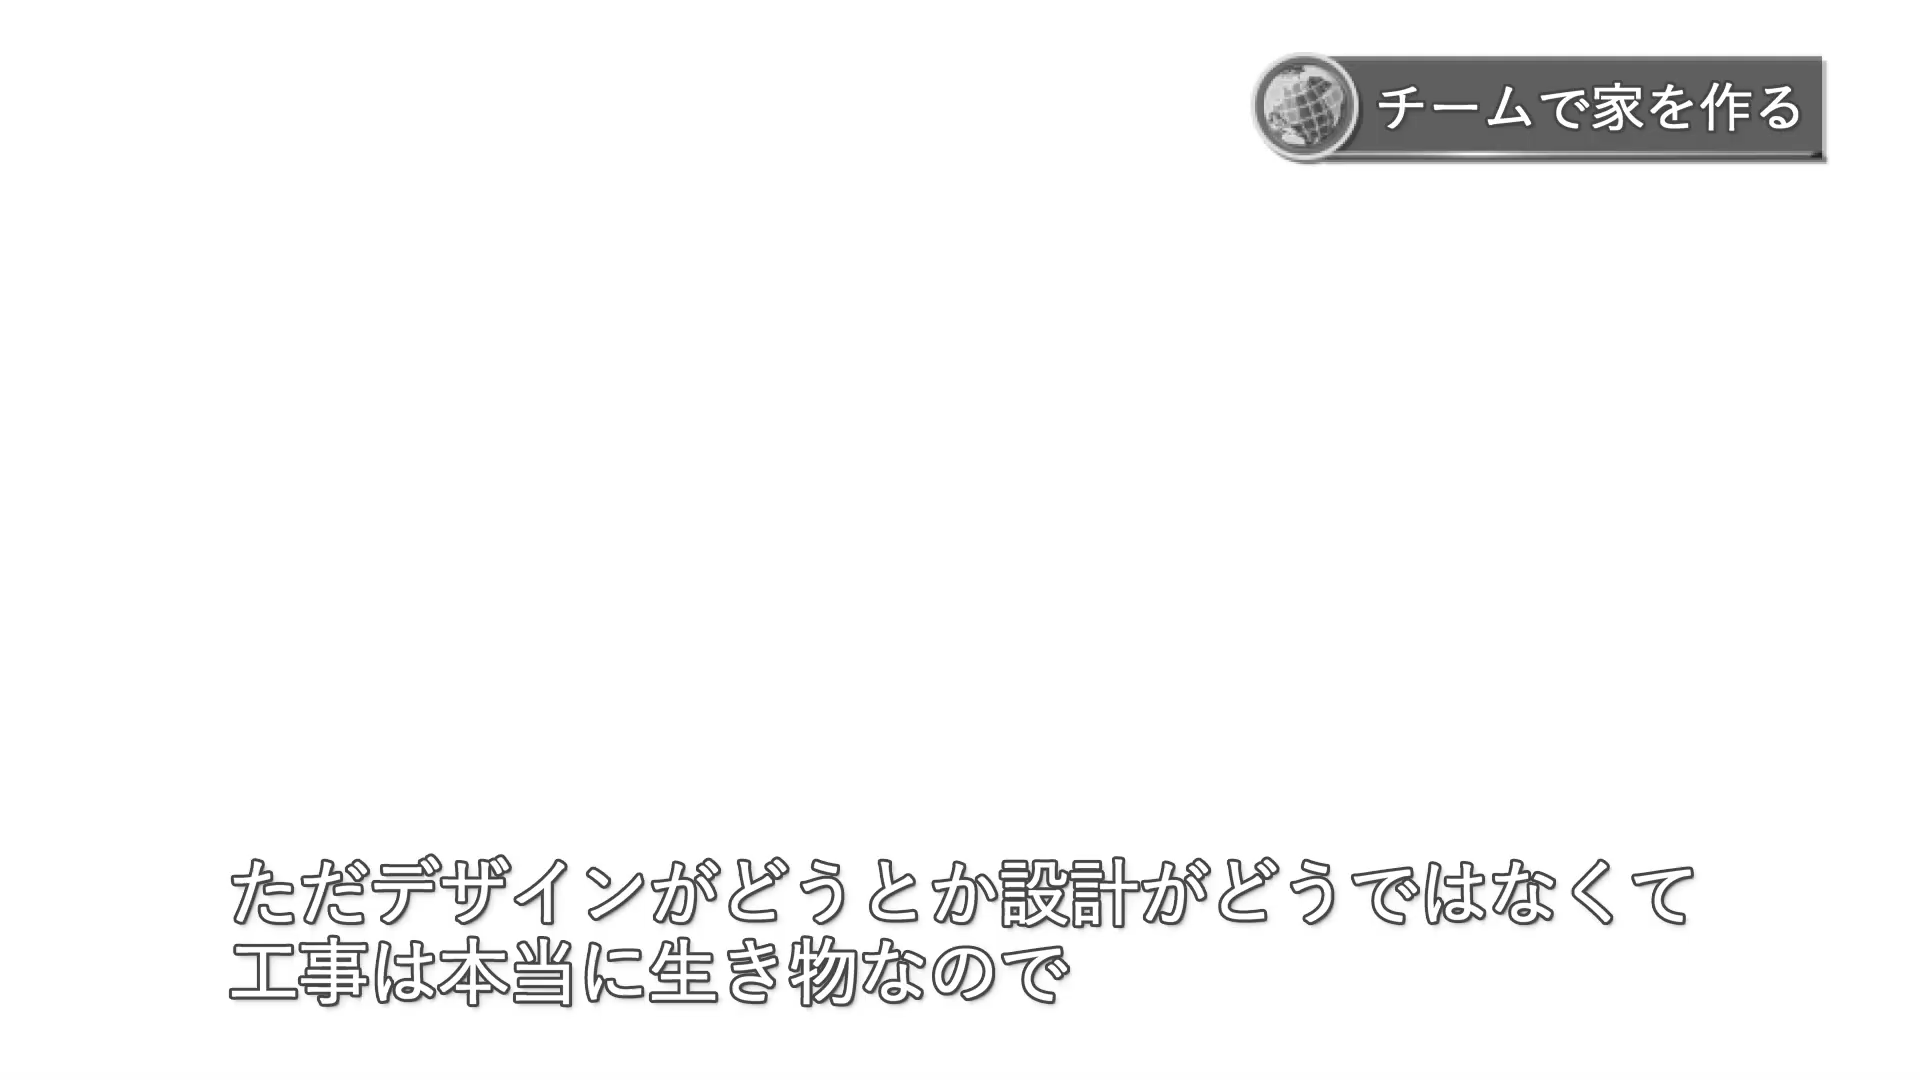 チームで家を作る
ただデザインがどうとか設計がどうではなくて
工事は本当に生き物なので